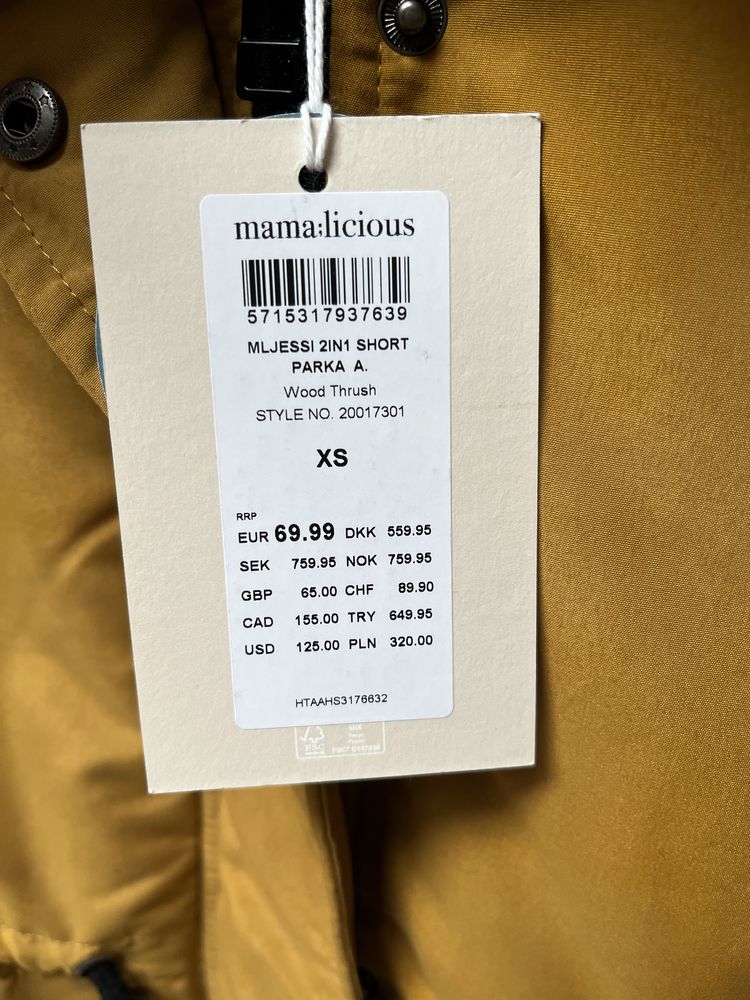 mama;licious
5715317937639
MLJESSI 2IN1 SHORT
PARKA A.
Wood Thrush
STYLE NO. 20017301
XS
RRP
EUR 69.99 DKK 559.95
SEK 759.95 NOK 759.95
GBP 65.00 CHF 89.90
CAD 155.00 TRY 649.95
USD 125.00 PLN 320.00
HTAAHS3176632
MIX
FSC